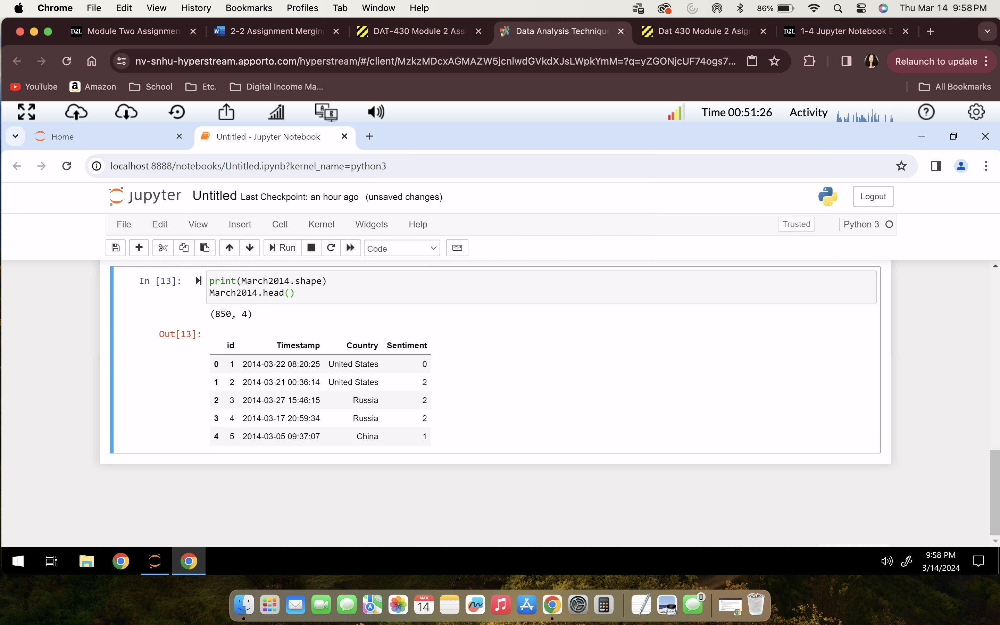 Chrome File Edit View History Bookmarks Profiles Tab Window Help 86% Thu Mar 14 9:58 PM
D2L Module Two Assignmen W 2-2 Assignment Merging DAT-430 Module 2 Assi Data Analysis Technique Dat 430 Module 2 Asign D2L 1-4 Jupyter Notebook E
nv-snhu-hyperstream.apporto.com/hyperstream/#/client/MzkzMDcxAGMAZW5jcnlwdGVkdXJsLWpkYmM=?q=yZGONjcUF74ogs7... Relaunch to update
YouTube a Amazon School Etc. Digital Income Ma... All Bookmarks
A B Time 00:51:26 Activity ?
Home Untitled - Jupyter Notebook
localhost:8888/notebooks/Untitled.ipynb?kernel_name=python3
jupyter Untitled Last Checkpoint: an hour ago (unsaved changes) Logout
File Edit View Insert Cell Kernel Widgets Help Trusted Python 3
Run Code
In [13]: print(March2014.shape)
March2014.head()
(850, 4)
Out[13]:
id Timestamp Country Sentiment
0 1 2014-03-22 08:20:25 United States 0
1 2 2014-03-21 00:36:14 United States 2
2 3 2014-03-27 15:46:15 Russia 2
3 4 2014-03-17 20:59:34 Russia 2
4 5 2014-03-05 09:37:07 China 1
9:58 PM
3/14/2024
MAR
14